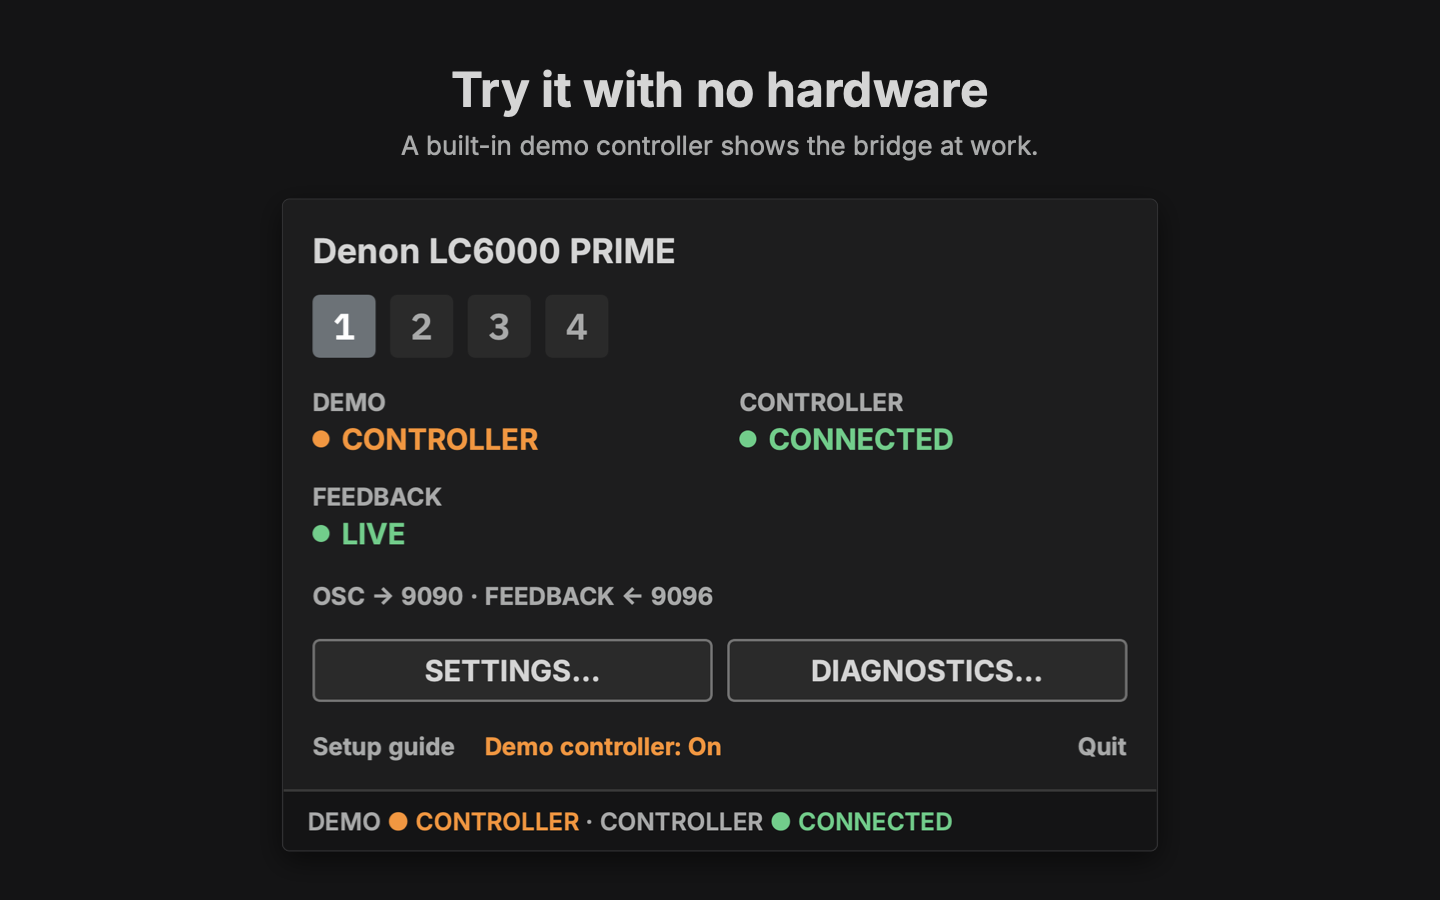 Try it with no hardware
A built-in demo controller shows the bridge at work.
Denon LC6000 PRIME
1 2 3 4
DEMO CONTROLLER
CONTROLLER CONNECTED
FEEDBACK
LIVE
OSC → 9090 · FEEDBACK ← 9096
SETTINGS... DIAGNOSTICS...
Setup guide Demo controller: On Quit
DEMO ● CONTROLLER · CONTROLLER ● CONNECTED